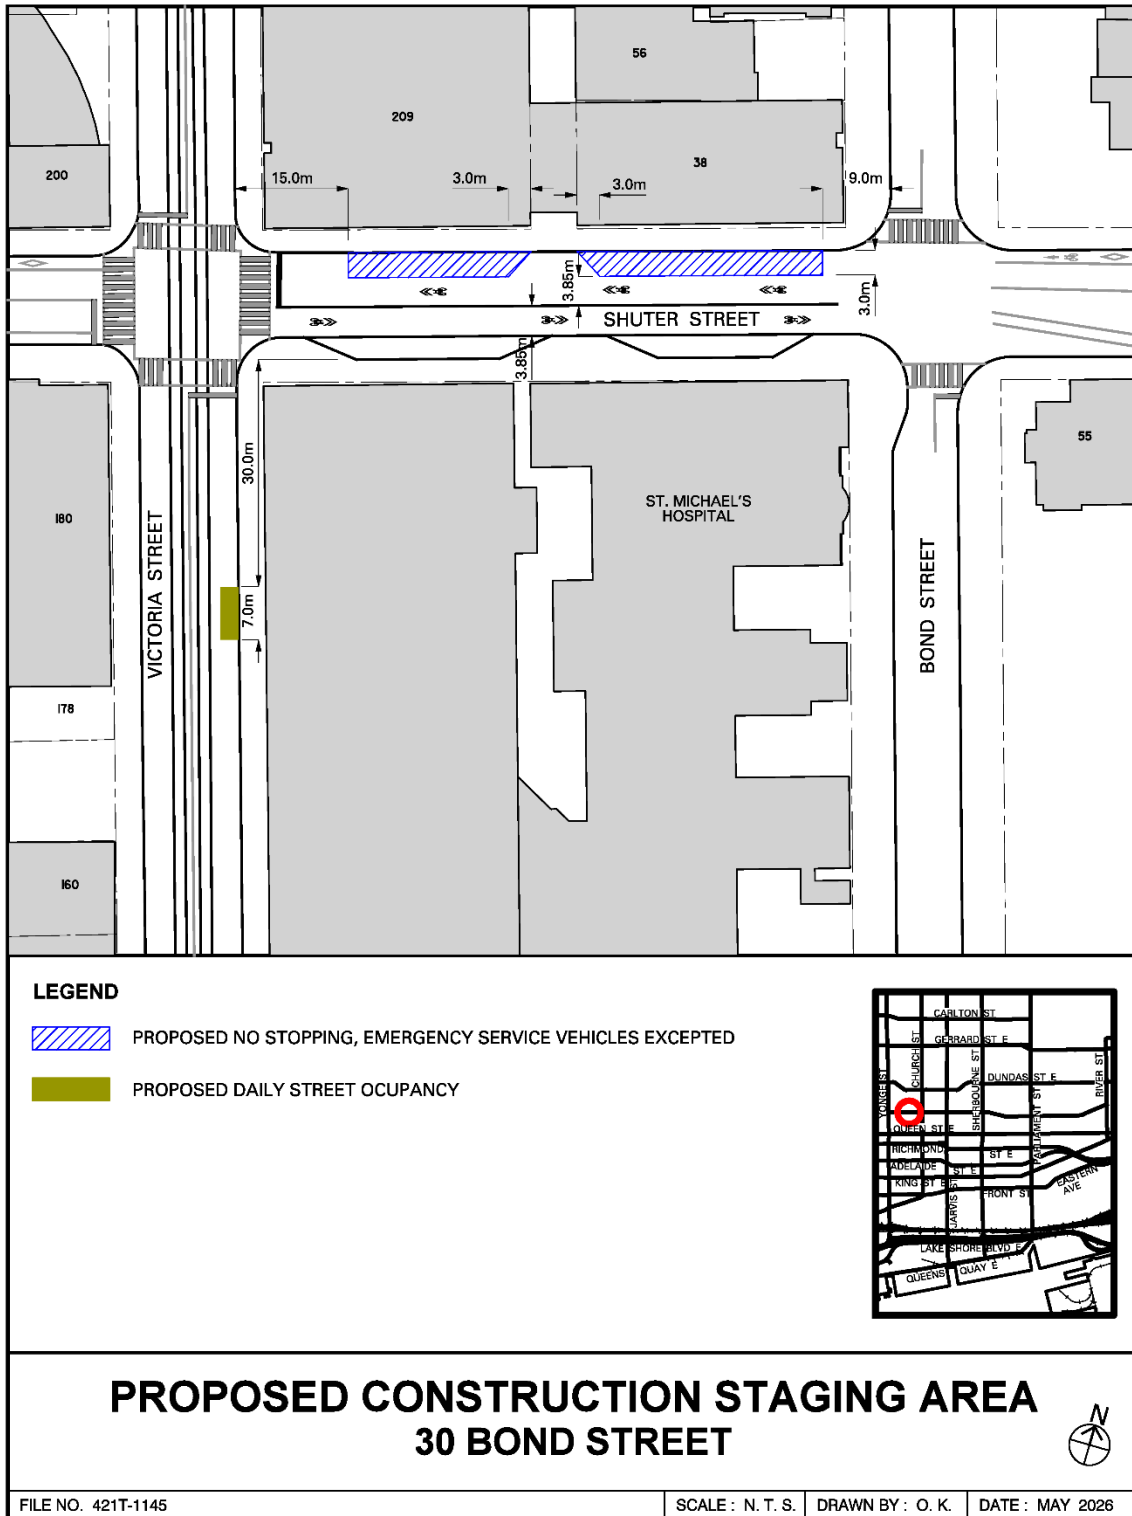 56
209
38
200
15.0m
3.0m
3.0m
9.0m
3.85m
3.0m
SHUTER STREET
3.85m
55
30.0m
ST. MICHAEL'S
HOSPITAL
180
VICTORIA STREET
BOND STREET
7.0m
178
160
LEGEND
PROPOSED NO STOPPING, EMERGENCY SERVICE VEHICLES EXCEPTED
PROPOSED DAILY STREET OCUPANCY
CARLTON ST
GERRARD ST E
CHURCH ST
YONGE ST
SHERBOURNE ST
DUNDAS ST E
PARLIAMENT ST
RIVER ST
QUEEN ST E
RICHMOND ST E
ADELAIDE ST E
KING ST E
JARVIS ST
FRONT ST
EASTERN
AVE
LAKE SHORE BLVD E
QUEENS QUAY E
PROPOSED CONSTRUCTION STAGING AREA
30 BOND STREET
N
FILE NO. 421T-1145
SCALE : N. T. S.
DRAWN BY : O. K.
DATE : MAY 2026